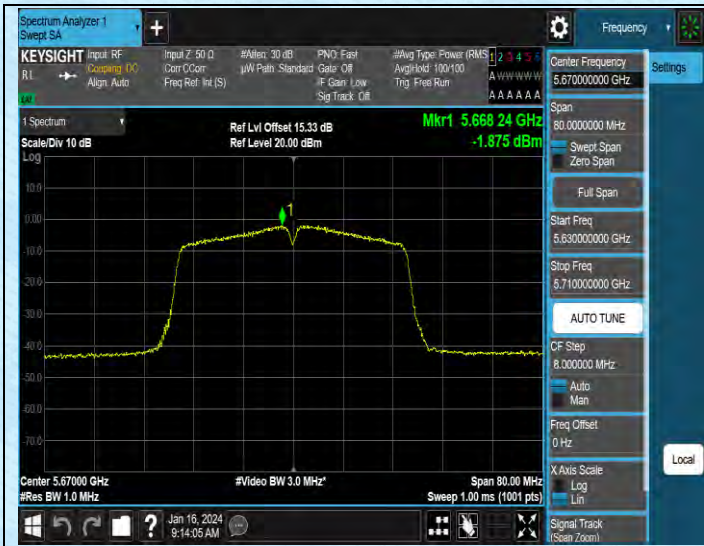 Spectrum Analyzer 1
Swept SA
+
Frequency
KEYSIGHT
Input: RF
Coupling: DC
Align: Auto
Input Z: 50 Ω
Corr CCorr
Freq Ref: Int (S)
#Atten: 30 dB
µW Path: Standard
PNO: Fast
Gate: Off
IF Gain: Low
Sig Track: Off
#Avg Type: Power (RMS
Avg|Hold: 100/100
Trig: Free Run
1 2 3 4 5 6
A W W W W W
A A A A A A
Settings
1 Spectrum
Scale/Div 10 dB
Ref Lvl Offset 15.33 dB
Ref Level 20.00 dBm
Mkr1 5.668 24 GHz
-1.875 dBm
Log
10.0
0.00
-10.0
-20.0
-30.0
-40.0
-50.0
-60.0
-70.0
1
Center 5.67000 GHz
#Res BW 1.0 MHz
#Video BW 3.0 MHz*
Span 80.00 MHz
Sweep 1.00 ms (1001 pts)
Center Frequency
5.670000000 GHz
Span
80.0000000 MHz
Swept Span
Zero Span
Full Span
Start Freq
5.630000000 GHz
Stop Freq
5.710000000 GHz
AUTO TUNE
CF Step
8.000000 MHz
Auto
Man
Freq Offset
0 Hz
X Axis Scale
Log
Lin
Signal Track
(Span Zoom)
Local
?
Jan 16, 2024
9:14:05 AM